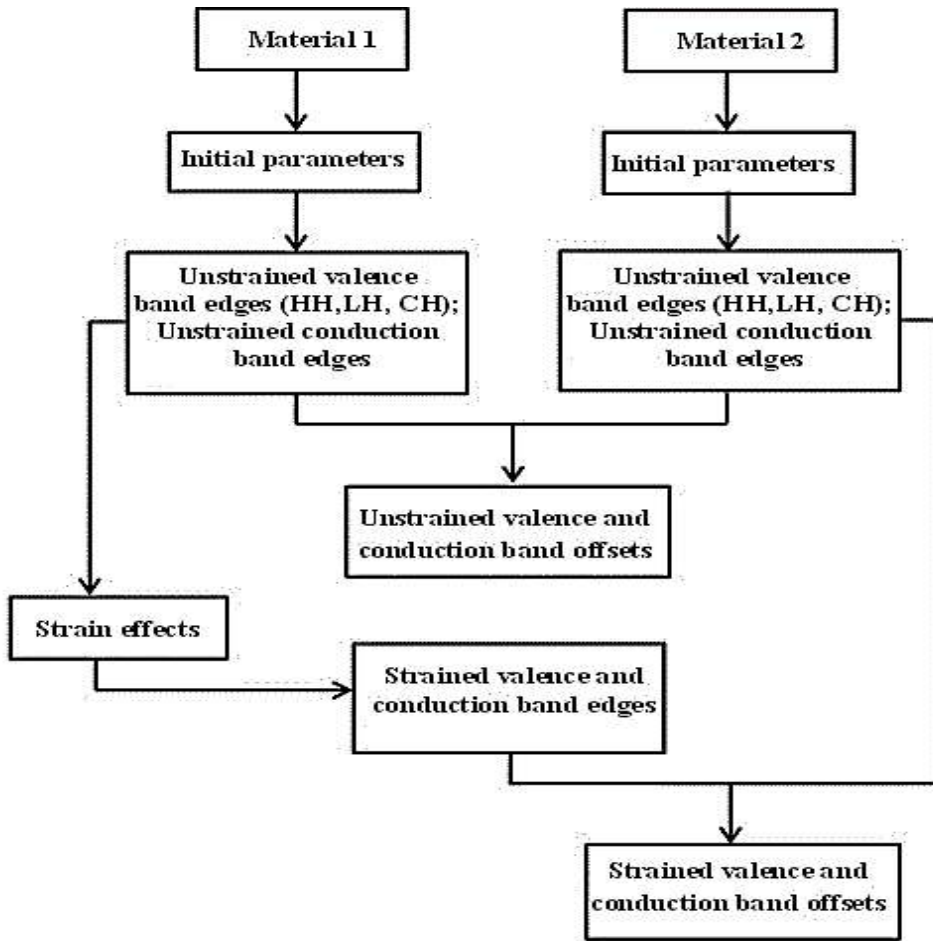 Material 1
Material 2
Initial parameters
Initial parameters
Unstrained valence
band edges (HH,LH, CH);
Unstrained conduction
band edges
Unstrained valence
band edges (HH,LH, CH);
Unstrained conduction
band edges
Unstrained valence and
conduction band offsets
Strain effects
Strained valence and
conduction band edges
Strained valence and
conduction band offsets